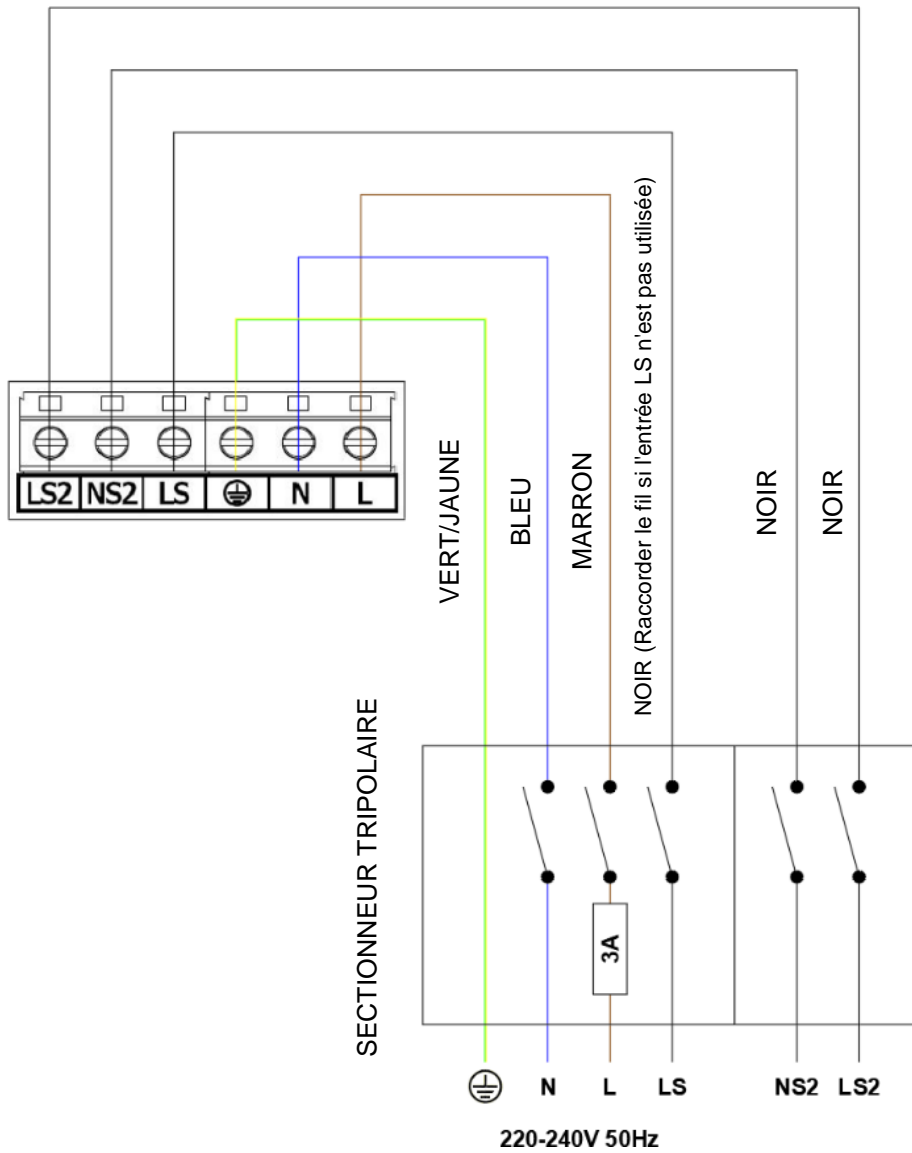 LS2 NS2 LS N L
VERT/JAUNE
BLEU
MARRON
NOIR (Raccorder le fil si l'entrée LS n'est pas utilisée)
NOIR
NOIR
SECTIONNEUR TRIPOLAIRE
3A
N L LS NS2 LS2
220-240V 50Hz